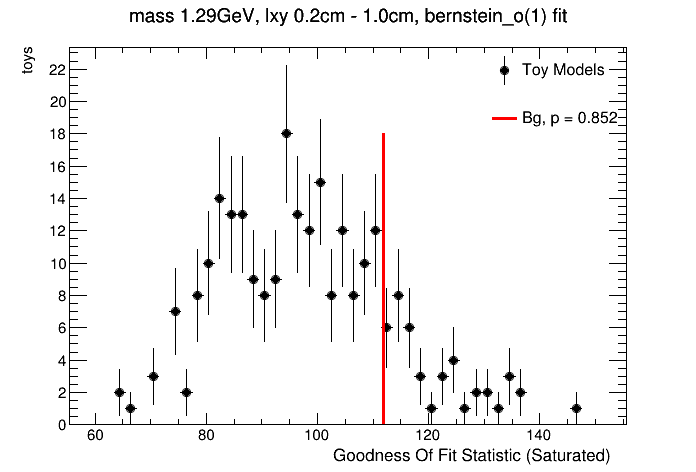 mass 1.29GeV, lxy 0.2cm - 1.0cm, bernstein_o(1) fit
toys
22
20
18
16
14
12
10
8
6
4
2
0
Toy Models
Bg, p = 0.852
60 80 100 120 140
Goodness Of Fit Statistic (Saturated)